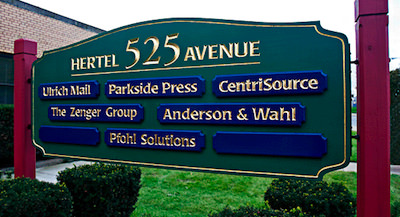 HERTEL 525 AVENUE
Ulrich Mail Parkside Press CentriSource
The Zenger Group Anderson & Wahl
Pfohl Solutions